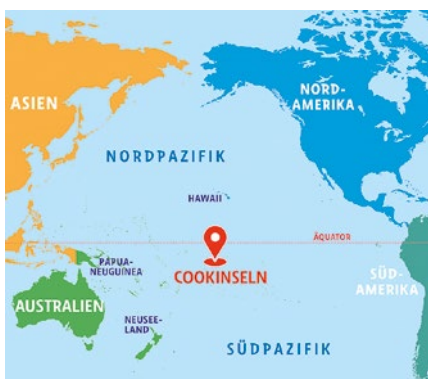 ASIEN
NORD-
AMERIKA
NORDPAZIFIK
HAWAII
ÄQUATOR
PAPUA-
NEUGUINEA
COOKINSELN
SÜD-
AMERIKA
AUSTRALIEN
NEUSEE-
LAND
SÜDPAZIFIK